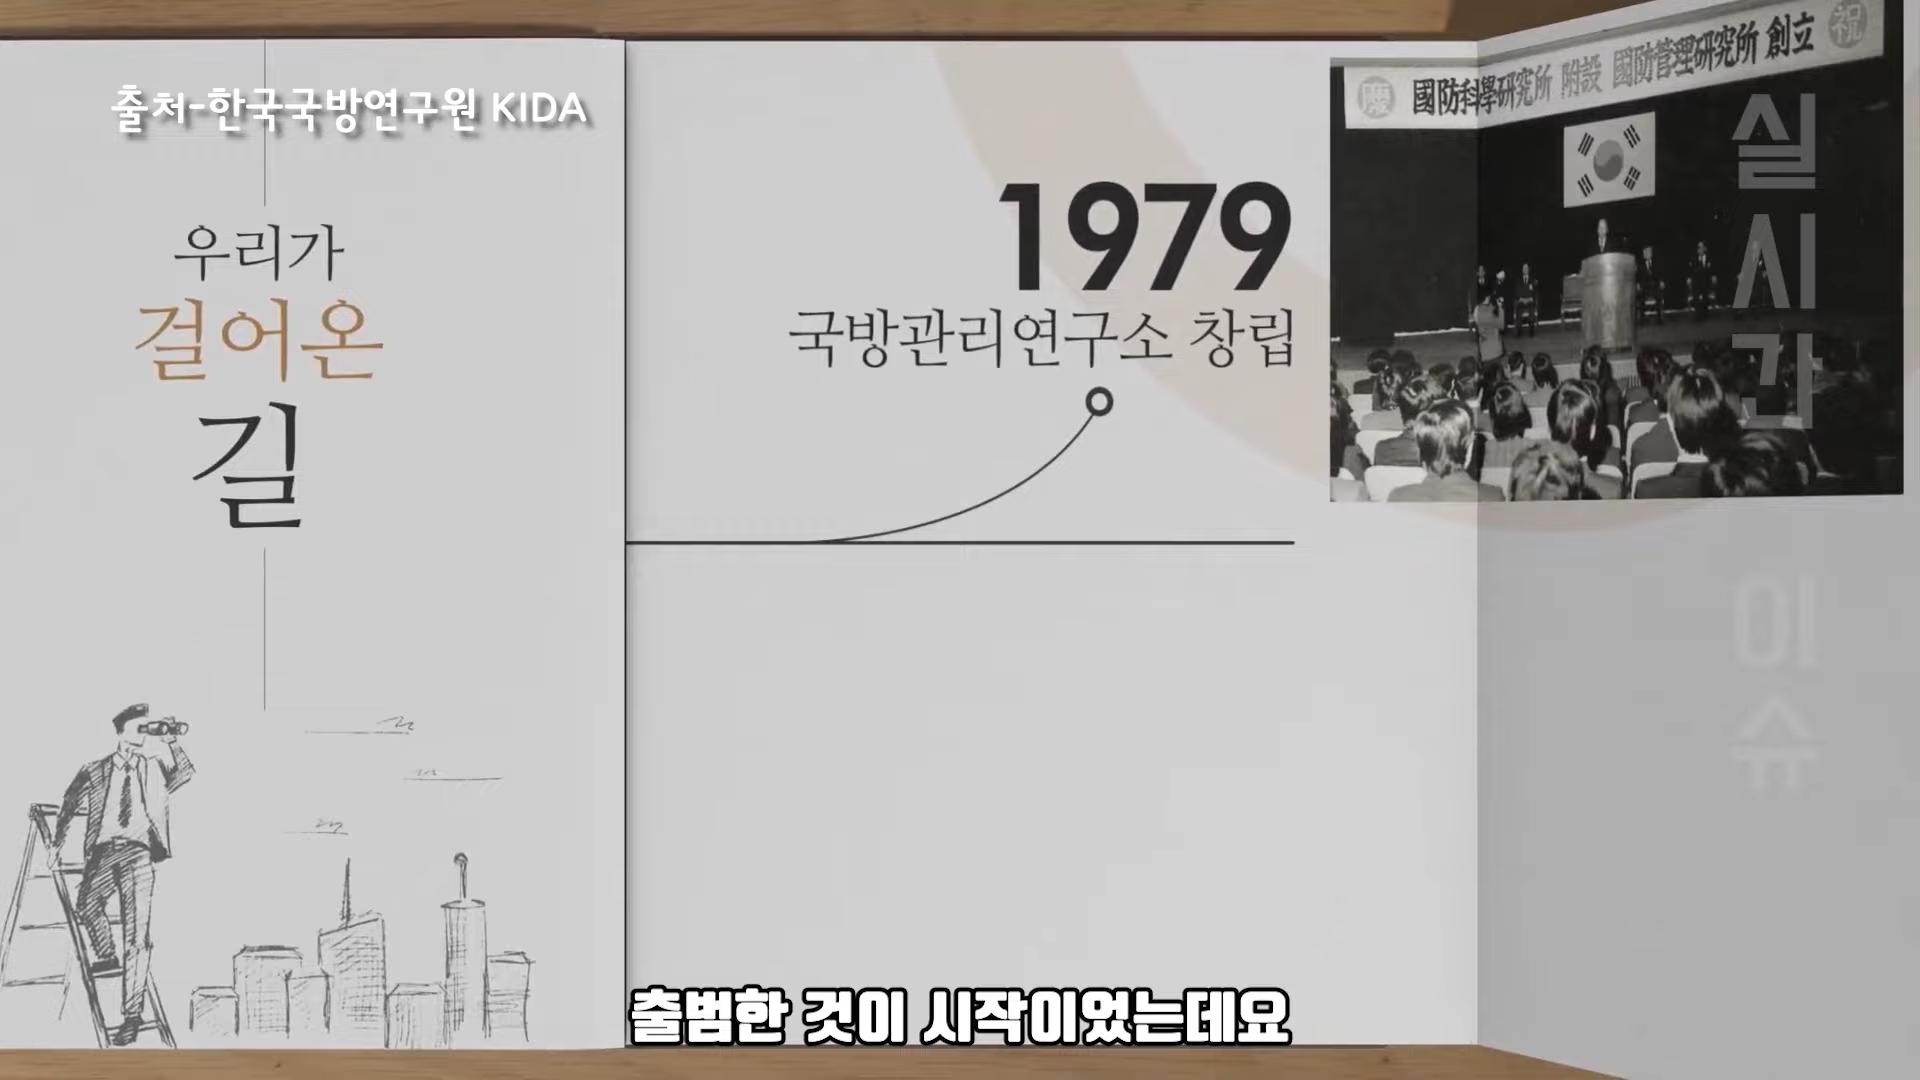 출처-한국국방연구원 KIDA
우리가
걸어온
길
1979
국방관리연구소 창립
慶 國防科學硏究所 附設 國防管理硏究所 創立 祝
실시간 이슈
출범한 것이 시작이었는데요